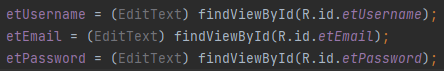 etUsername = (EditText) findViewById(R.id.etUsername);
etEmail = (EditText) findViewById(R.id.etEmail);
etPassword = (EditText) findViewById(R.id.etPassword);